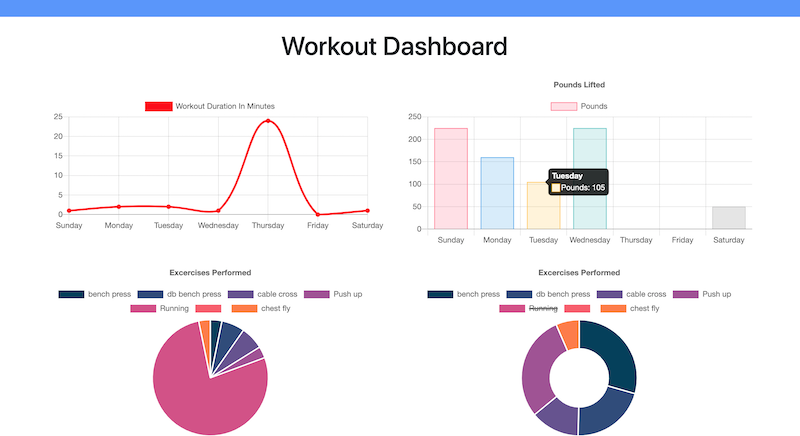 Workout Dashboard
Workout Duration In Minutes
25
20
15
10
5
0
Sunday Monday Tuesday Wednesday Thursday Friday Saturday
Pounds Lifted
Pounds
250
200
150
100
50
0
Tuesday
Pounds: 105
Sunday Monday Tuesday Wednesday Thursday Friday Saturday
Excercises Performed
bench press db bench press cable cross Push up
Running chest fly
Excercises Performed
bench press db bench press cable cross Push up
Running chest fly